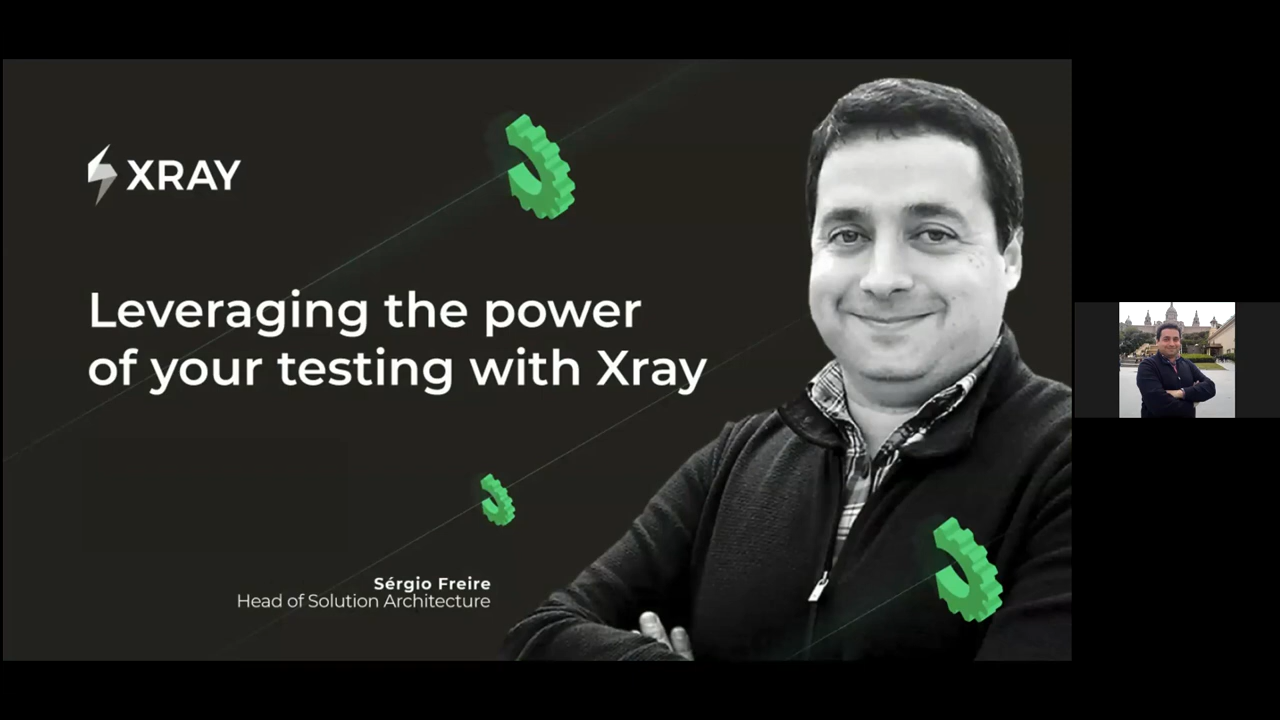 XRAY
Leveraging the power
of your testing with Xray
Sérgio Freire
Head of Solution Architecture